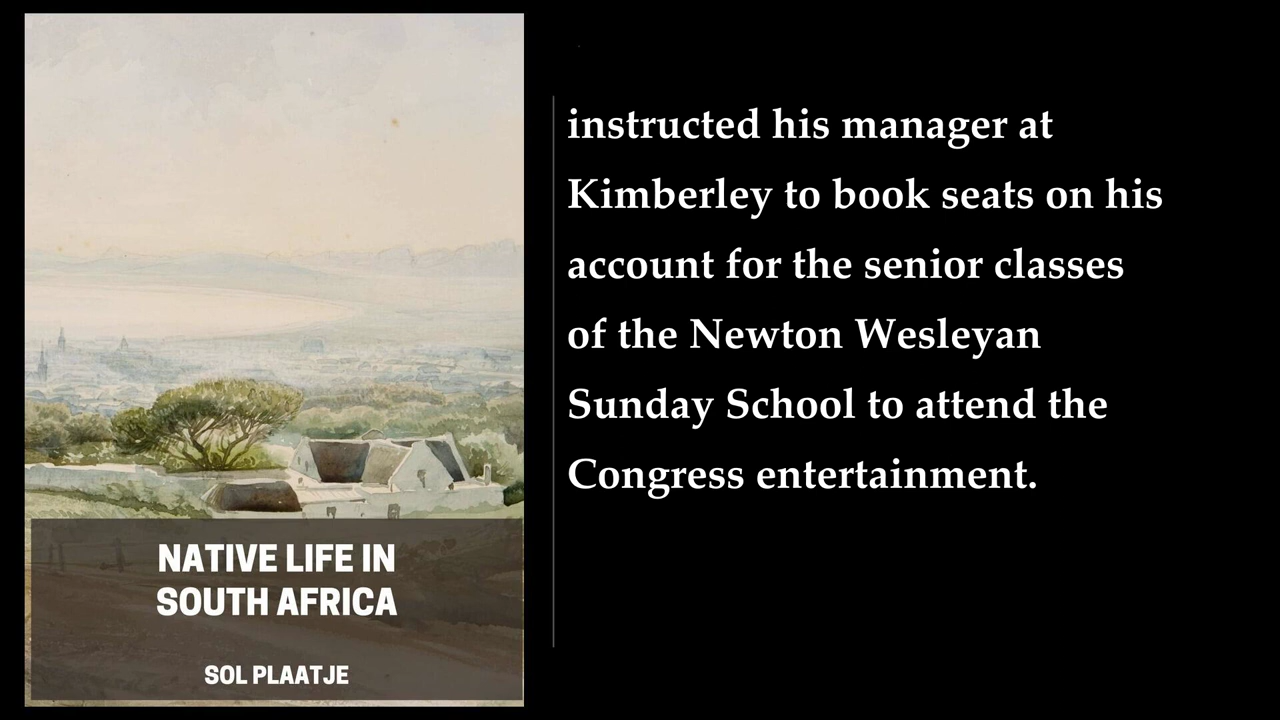 NATIVE LIFE IN
SOUTH AFRICA
SOL PLAATJE
instructed his manager at
Kimberley to book seats on his
account for the senior classes
of the Newton Wesleyan
Sunday School to attend the
Congress entertainment.